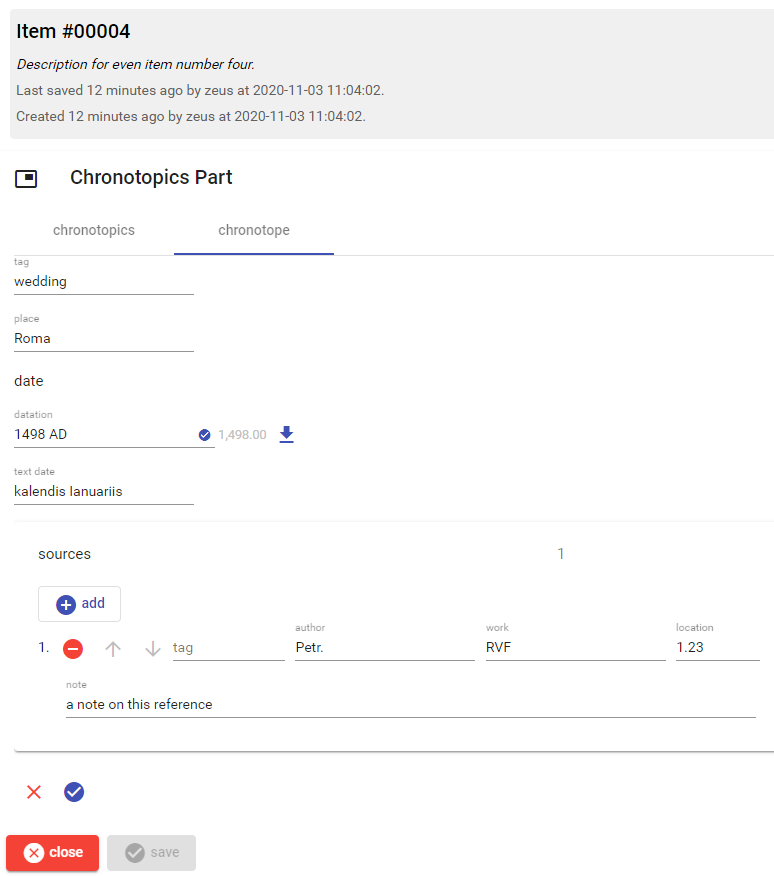 Item #00004
Description for even item number four.
Last saved 12 minutes ago by zeus at 2020-11-03 11:04:02.
Created 12 minutes ago by zeus at 2020-11-03 11:04:02.
Chronotopics Part
chronotopics chronotope
tag
wedding
place
Roma
date
datation
1498 AD 1,498.00
text date
kalendis Ianuariis
sources 1
add
author work location
1. tag Petr. RVF 1.23
note
a note on this reference
close save